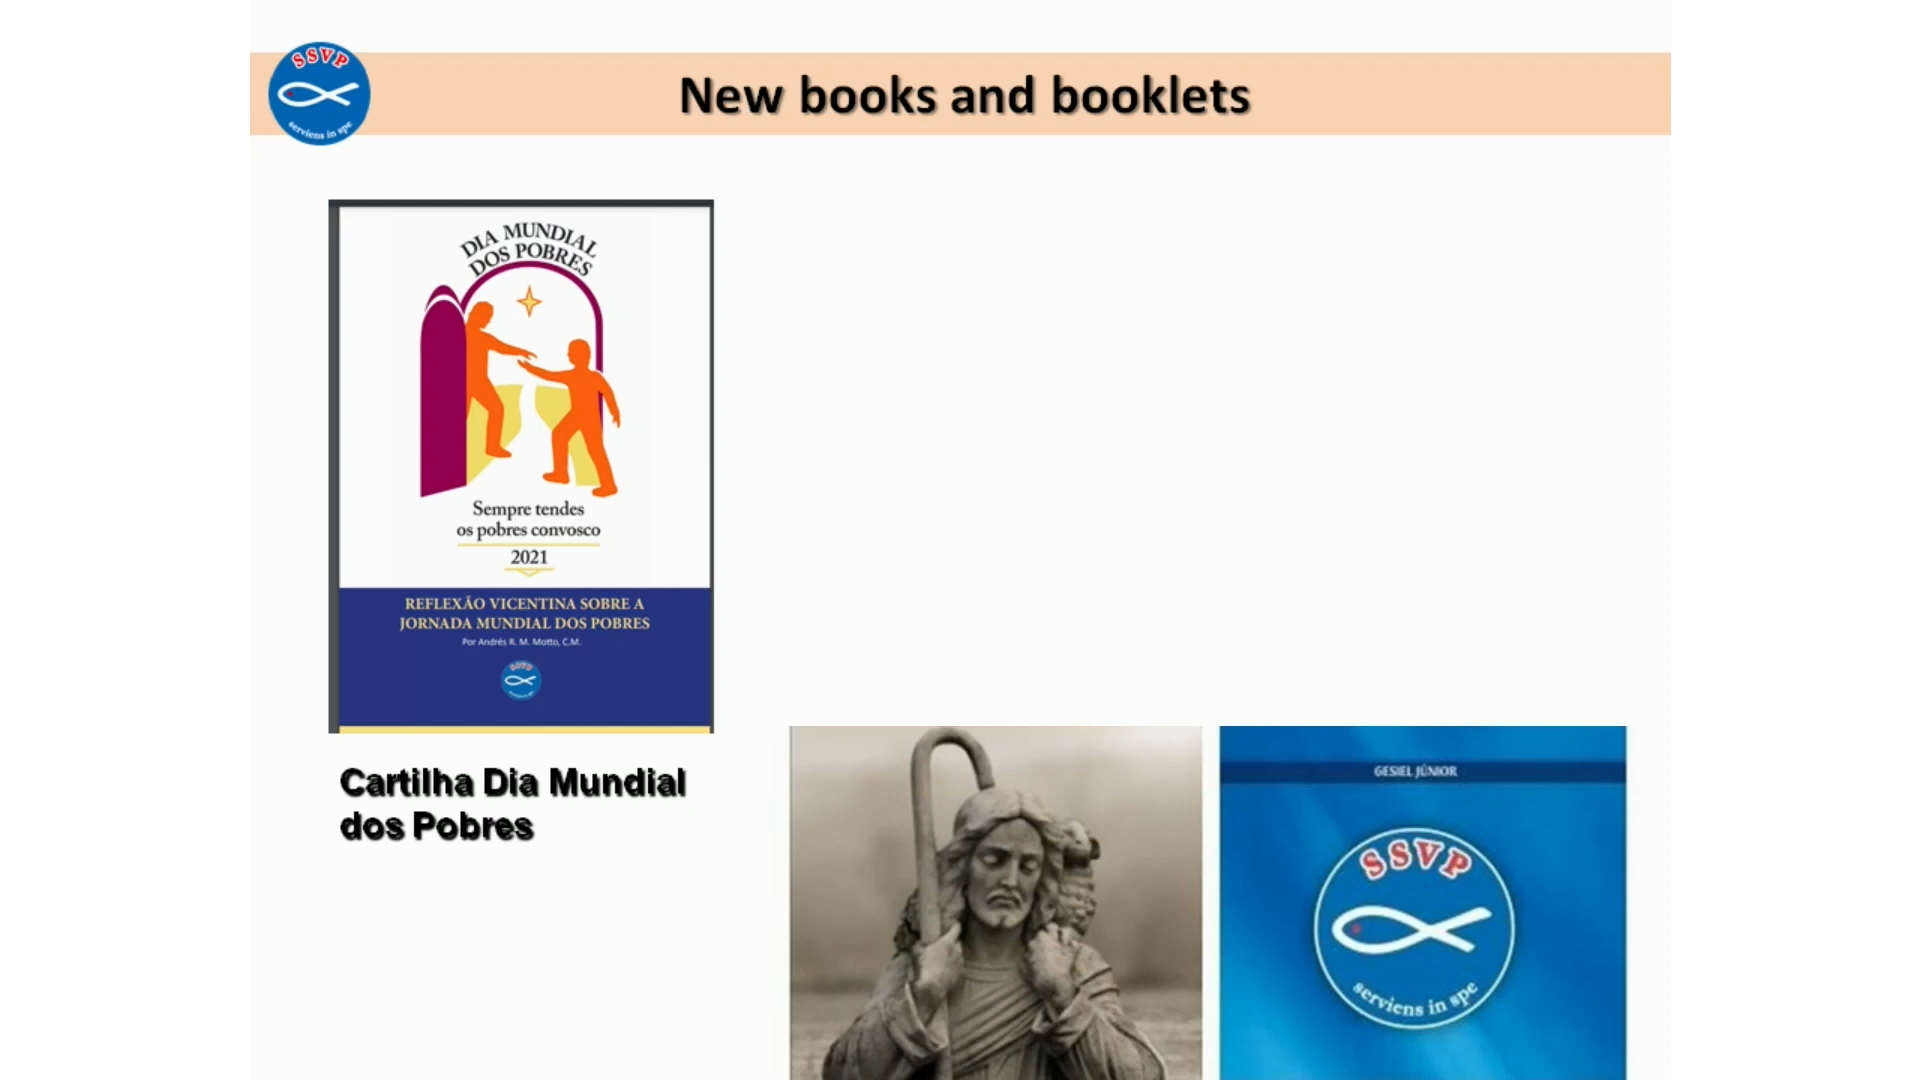 SSVP
serviens in spe
New books and booklets
DIA MUNDIAL
DOS POBRES
Sempre tendes
os pobres convosco
2021
REFLEXÃO VICENTINA SOBRE A
JORNADA MUNDIAL DOS POBRES
Por Andrés R. M. Motto, C.M.
SSVP
Cartilha Dia Mundial
dos Pobres
GESIEL JÚNIOR
SSVP
serviens in spe